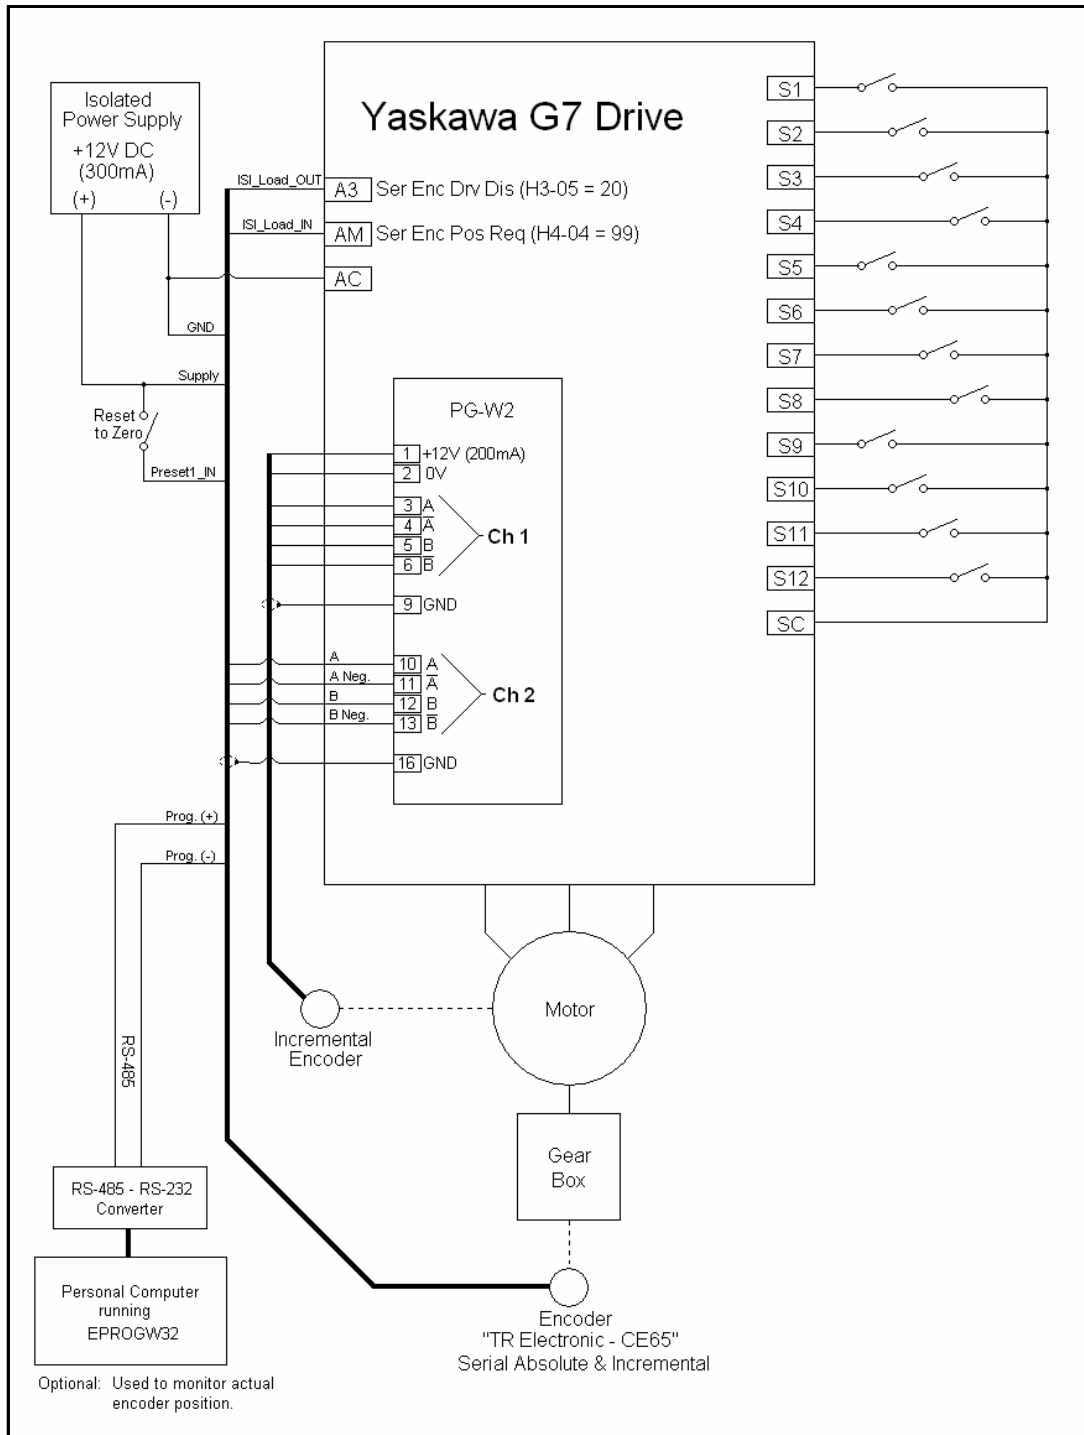 Yaskawa G7 Drive
Isolated
Power Supply
+12V DC
(300mA)
(+) (-)
ISI_Load_OUT
A3 Ser Enc Drv Dis (H3-05 = 20)
ISI_Load_IN
AM Ser Enc Pos Req (H4-04 = 99)
AC
GND
Supply
Reset
to Zero
Preset1_IN
S1
S2
S3
S4
S5
S6
S7
S8
S9
S10
S11
S12
SC
PG-W2
1 +12V (200mA)
2 0V
3 A
4 A̅
5 B
6 B̅
Ch 1
9 GND
A 10 A
A Neg. 11 A̅
B 12 B
B Neg. 13 B̅
Ch 2
16 GND
Prog. (+)
Prog. (-)
RS-485
Motor
Incremental
Encoder
Gear
Box
RS-485 - RS-232
Converter
Personal Computer
running
EPROGW32
Encoder
"TR Electronic - CE65"
Serial Absolute & Incremental
Optional: Used to monitor actual
encoder position.